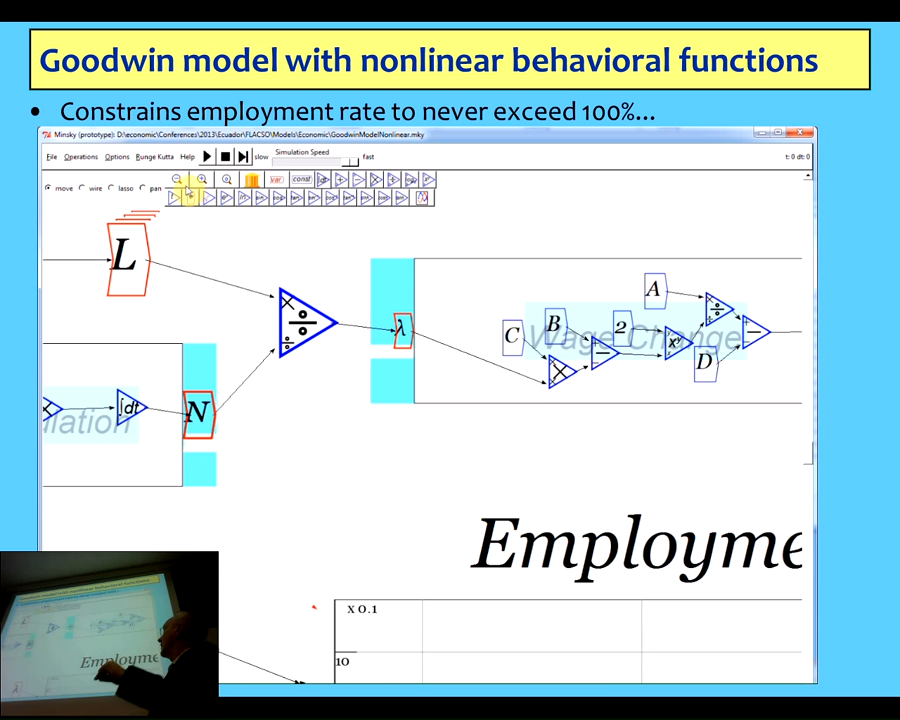 Goodwin model with nonlinear behavioral functions
• Constrains employment rate to never exceed 100%...
Minsky (prototype): D:\economic\Conferences\2013\Ecuador\FLACSO\Models\Economic\GoodwinModelNonlinear.mky
File Operations Options Runge Kutta Help slow Simulation Speed fast t: 0 dt: 0
move wire lasso pan
var const
L
A
B
2
C
D
λ
Wage Change
÷
x^y
∫dt
N
ulation
Employme
X 0.1
10
Employme